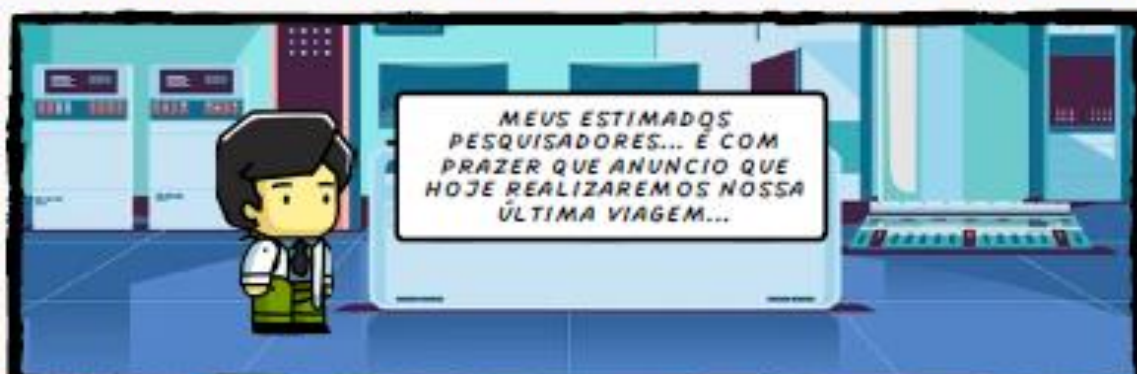 MEUS ESTIMADOS
PESQUISADORES... É COM
PRAZER QUE ANUNCIO QUE
HOJE REALIZAREMOS NOSSA
ÚLTIMA VIAGEM...